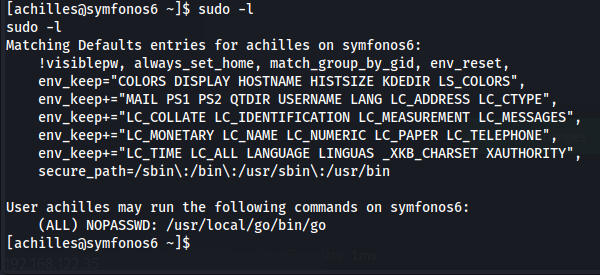 [achilles@symfonos6 ~]$ sudo -l
sudo -l
Matching Defaults entries for achilles on symfonos6:
    !visiblepw, always_set_home, match_group_by_gid, env_reset,
    env_keep="COLORS DISPLAY HOSTNAME HISTSIZE KDEDIR LS_COLORS",
    env_keep+="MAIL PS1 PS2 QTDIR USERNAME LANG LC_ADDRESS LC_CTYPE",
    env_keep+="LC_COLLATE LC_IDENTIFICATION LC_MEASUREMENT LC_MESSAGES",
    env_keep+="LC_MONETARY LC_NAME LC_NUMERIC LC_PAPER LC_TELEPHONE",
    env_keep+="LC_TIME LC_ALL LANGUAGE LINGUAS _XKB_CHARSET XAUTHORITY",
    secure_path=/sbin\:/bin\:/usr/sbin\:/usr/bin

User achilles may run the following commands on symfonos6:
    (ALL) NOPASSWD: /usr/local/go/bin/go
[achilles@symfonos6 ~]$